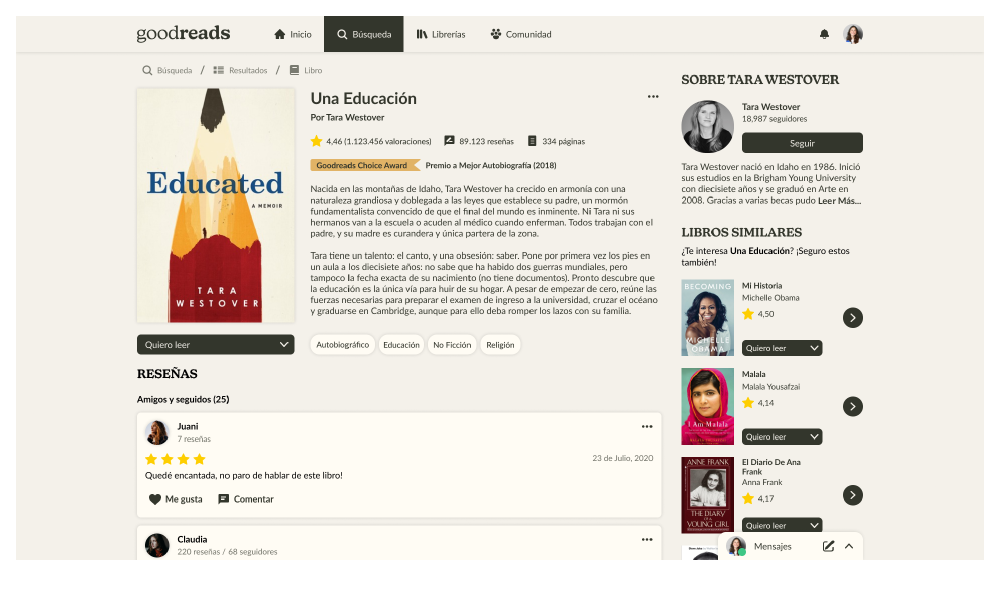 goodreads
Inicio
Búsqueda
Librerías
Comunidad
Búsqueda / Resultados / Libro
Educated
A MEMOIR
TARA
WESTOVER
Quiero leer
Una Educación
Por Tara Westover
4,46 (1.123.456 valoraciones) 89.123 reseñas 334 páginas
Goodreads Choice Award Premio a Mejor Autobiografía (2018)
Nacida en las montañas de Idaho, Tara Westover ha crecido en armonía con una
naturaleza grandiosa y doblegada a las leyes que establece su padre, un mormón
fundamentalista convencido de que el final del mundo es inminente. Ni Tara ni sus
hermanos van a la escuela o acuden al médico cuando enferman. Todos trabajan con el
padre, y su madre es curandera y única partera de la zona.
Tara tiene un talento: el canto, y una obsesión: saber. Pone por primera vez los pies en
un aula a los diecisiete años: no sabe que ha habido dos guerras mundiales, pero
tampoco la fecha exacta de su nacimiento (no tiene documentos). Pronto descubre que
la educación es la única vía para huir de su hogar. A pesar de empezar de cero, reúne las
fuerzas necesarias para preparar el examen de ingreso a la universidad, cruzar el océano
y graduarse en Cambridge, aunque para ello deba romper los lazos con su familia.
Autobiográfico Educación No Ficción Religión
RESEÑAS
Amigos y seguidos (25)
Juani
7 reseñas
23 de Julio, 2020
Quedé encantada, no paro de hablar de este libro!
Me gusta Comentar
Claudia
220 reseñas / 68 seguidores
SOBRE TARA WESTOVER
Tara Westover
18,987 seguidores
Seguir
Tara Westover nació en Idaho en 1986. Inició
sus estudios en la Brigham Young University
con diecisiete años y se graduó en Arte en
2008. Gracias a varias becas pudo Leer Más...
LIBROS SIMILARES
¿Te interesa Una Educación? ¡Seguro estos
también!
BECOMING
MICHELLE
OBAMA
Mi Historia
Michelle Obama
4,50
Quiero leer
I Am Malala
Malala
Malala Yousafzai
4,14
Quiero leer
ANNE FRANK
THE DIARY
OF A
YOUNG GIRL
El Diario De Ana
Frank
Anna Frank
4,17
Quiero leer
Mensajes